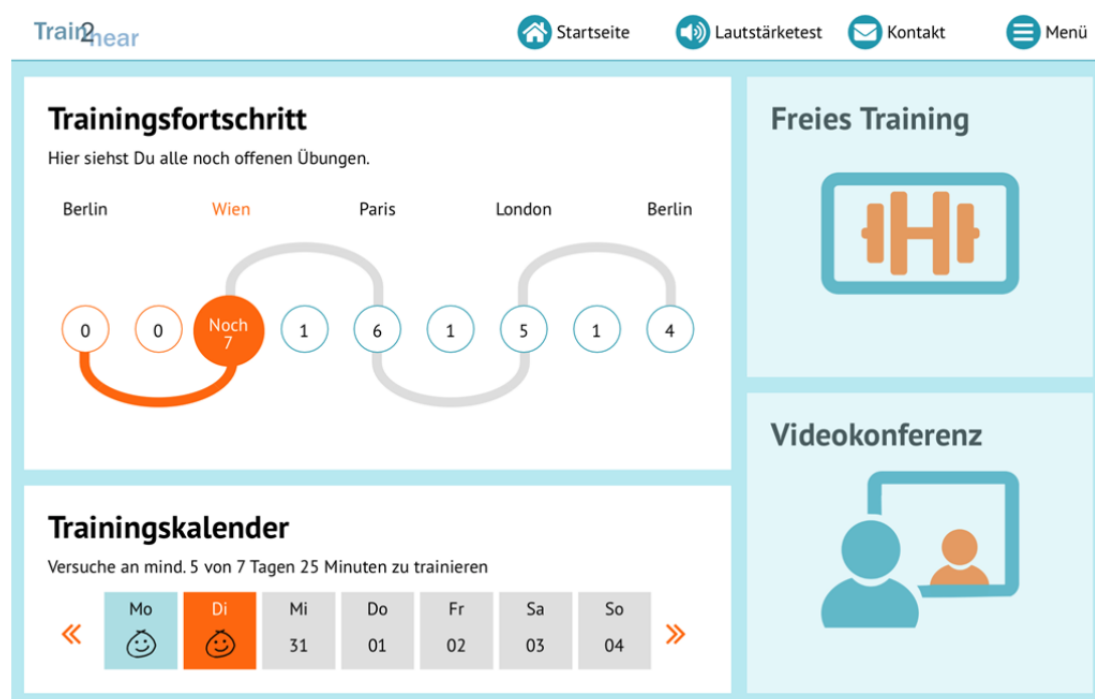 Train2hear
Startseite
Lautstärketest
Kontakt
Menü
Trainingsfortschritt
Hier siehst Du alle noch offenen Übungen.
Berlin Wien Paris London Berlin
0 0 Noch 7 1 6 1 5 1 4
Trainingskalender
Versuche an mind. 5 von 7 Tagen 25 Minuten zu trainieren
Mo Di Mi Do Fr Sa So
31 01 02 03 04
Freies Training
Videokonferenz